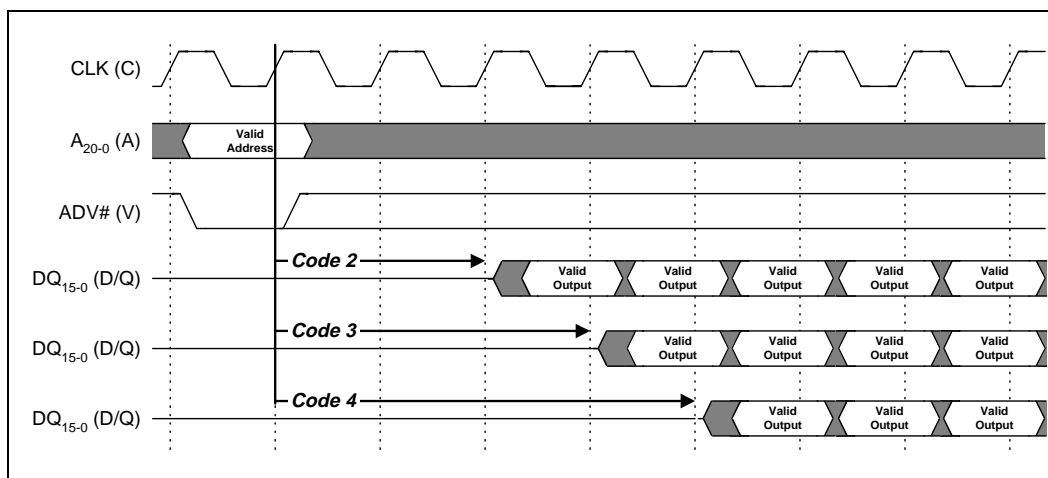 CLK (C)
A20-0 (A)
Valid
Address
ADV# (V)
Code 2
DQ15-0 (D/Q)
Valid
Output
Valid
Output
Valid
Output
Valid
Output
Valid
Output
Code 3
DQ15-0 (D/Q)
Valid
Output
Valid
Output
Valid
Output
Valid
Output
Code 4
DQ15-0 (D/Q)
Valid
Output
Valid
Output
Valid
Output